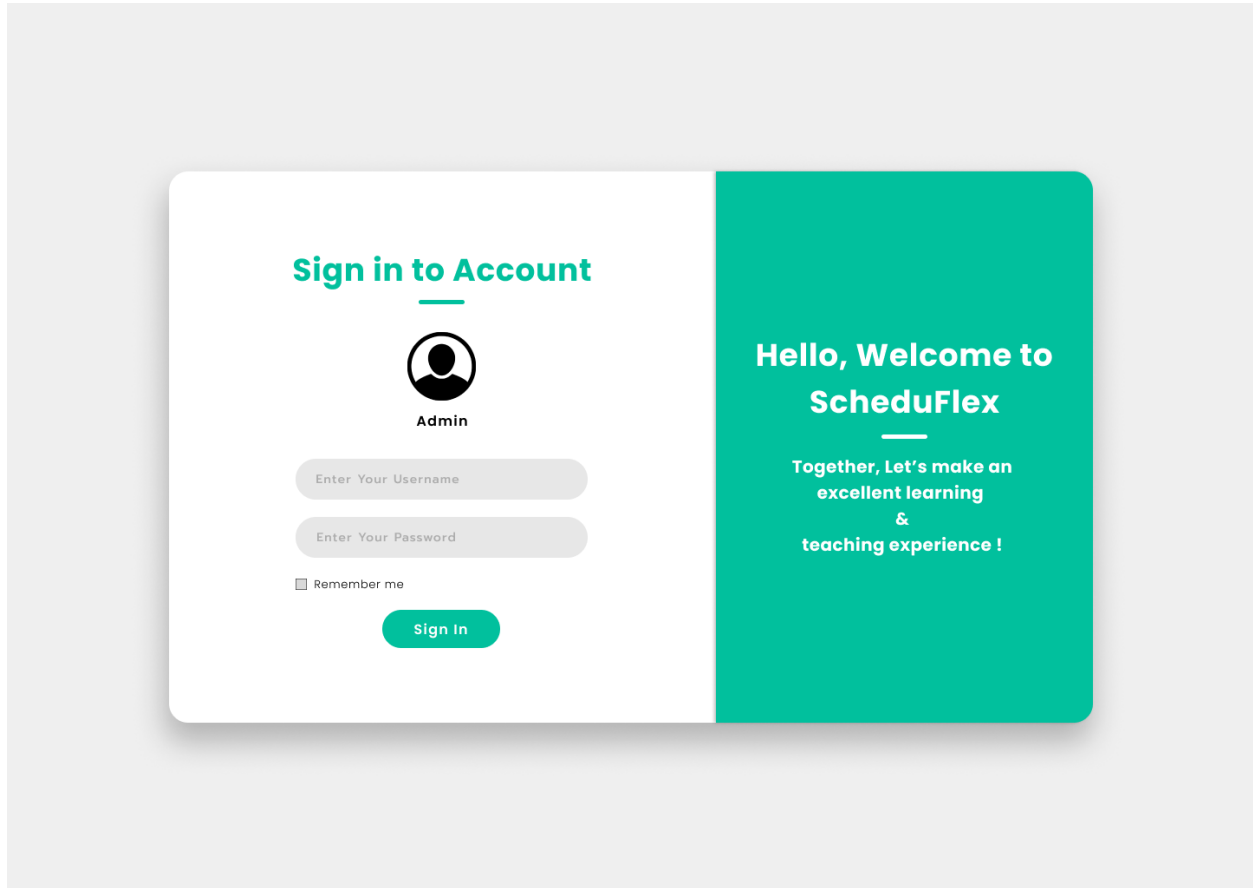 Sign in to Account
Admin
Enter Your Username
Enter Your Password
Remember me
Sign In
Hello, Welcome to
ScheduFlex
Together, Let’s make an
excellent learning
&
teaching experience !